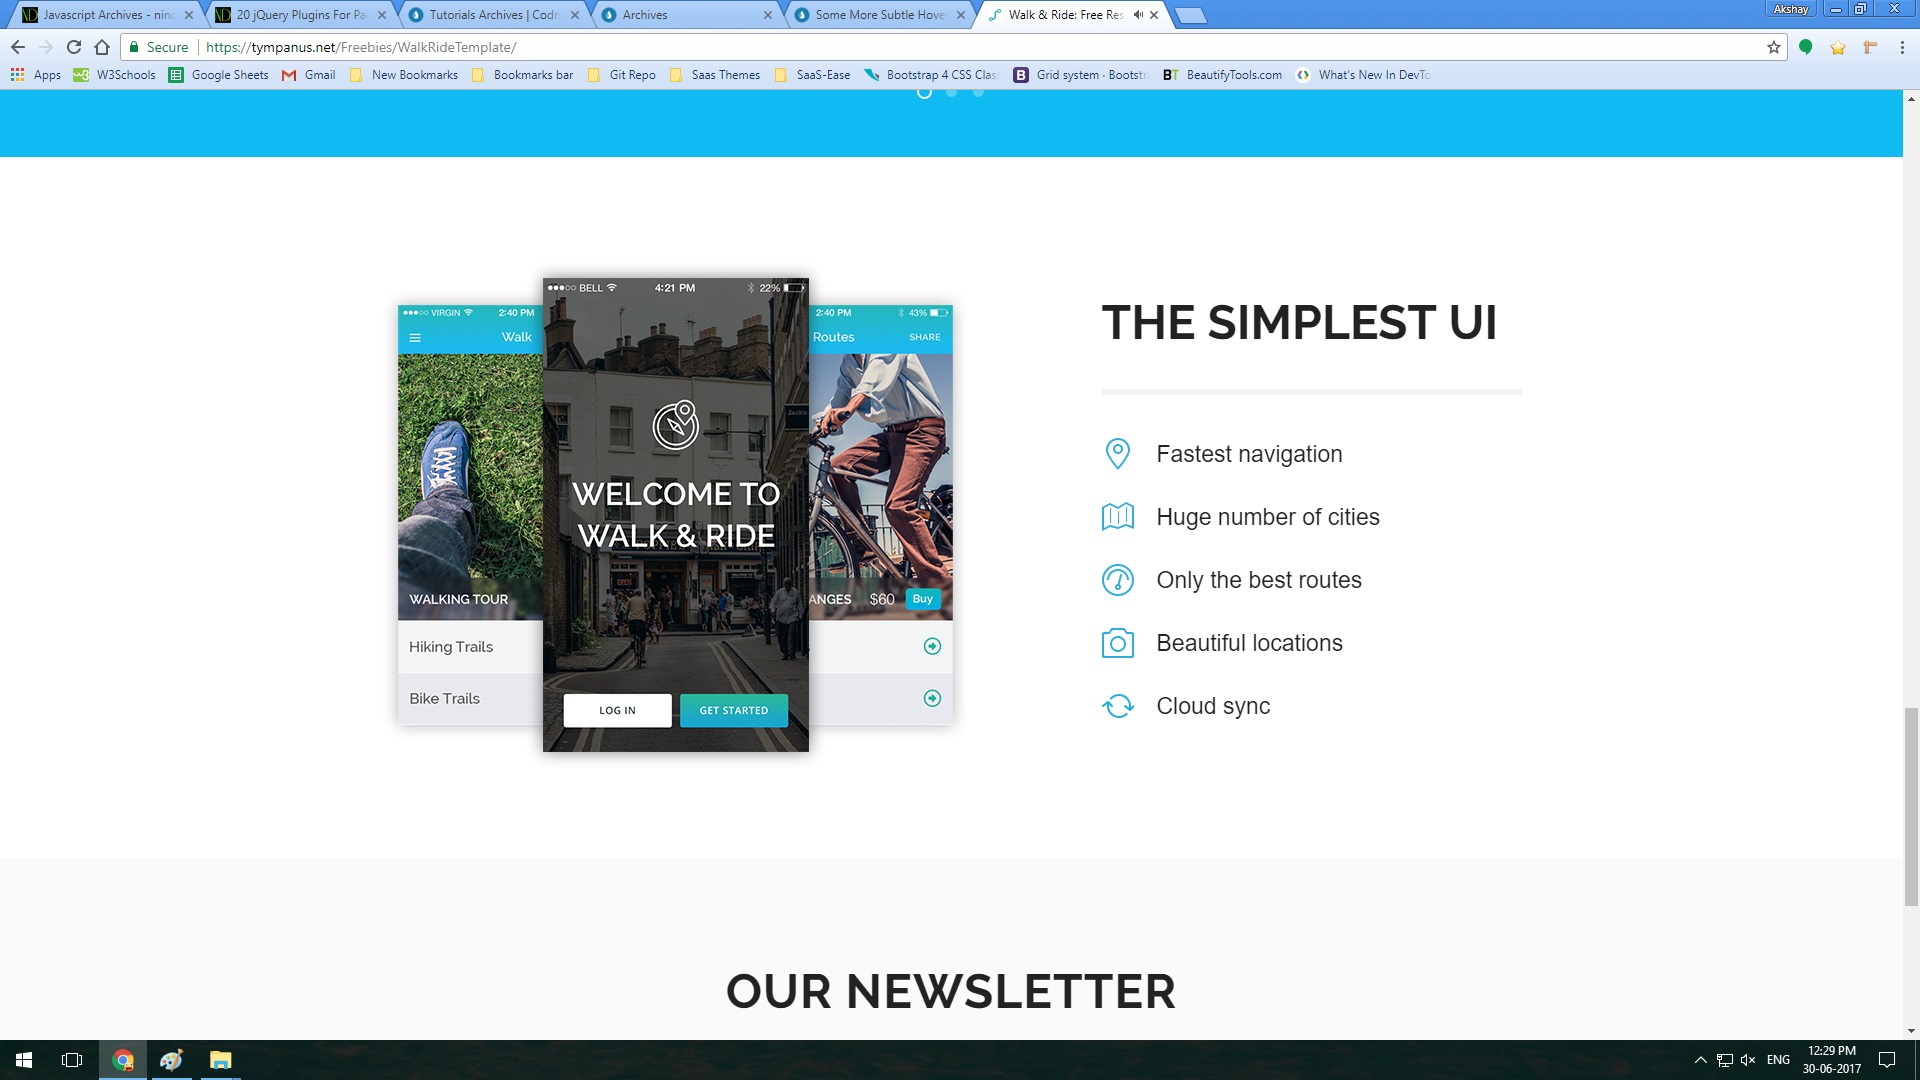 Javascript Archives - ninc
20 jQuery Plugins For Pa
Tutorials Archives | Codr
Archives
Some More Subtle Hove
Walk & Ride: Free Res
Akshay
Secure https://tympanus.net/Freebies/WalkRideTemplate/
Apps W3Schools Google Sheets Gmail New Bookmarks Bookmarks bar Git Repo Saas Themes SaaS-Ease Bootstrap 4 CSS Clas Grid system · Bootstr BeautifyTools.com What's New In DevTo
VIRGIN 2:40 PM
Walk
WALKING TOUR
Hiking Trails
Bike Trails
BELL 4:21 PM 22%
Jack's
WELCOME TO
WALK & RIDE
OPEN
LOG IN GET STARTED
2:40 PM 43%
Routes SHARE
ANGES $60 Buy
THE SIMPLEST UI
Fastest navigation
Huge number of cities
Only the best routes
Beautiful locations
Cloud sync
OUR NEWSLETTER
ENG
12:29 PM
30-06-2017